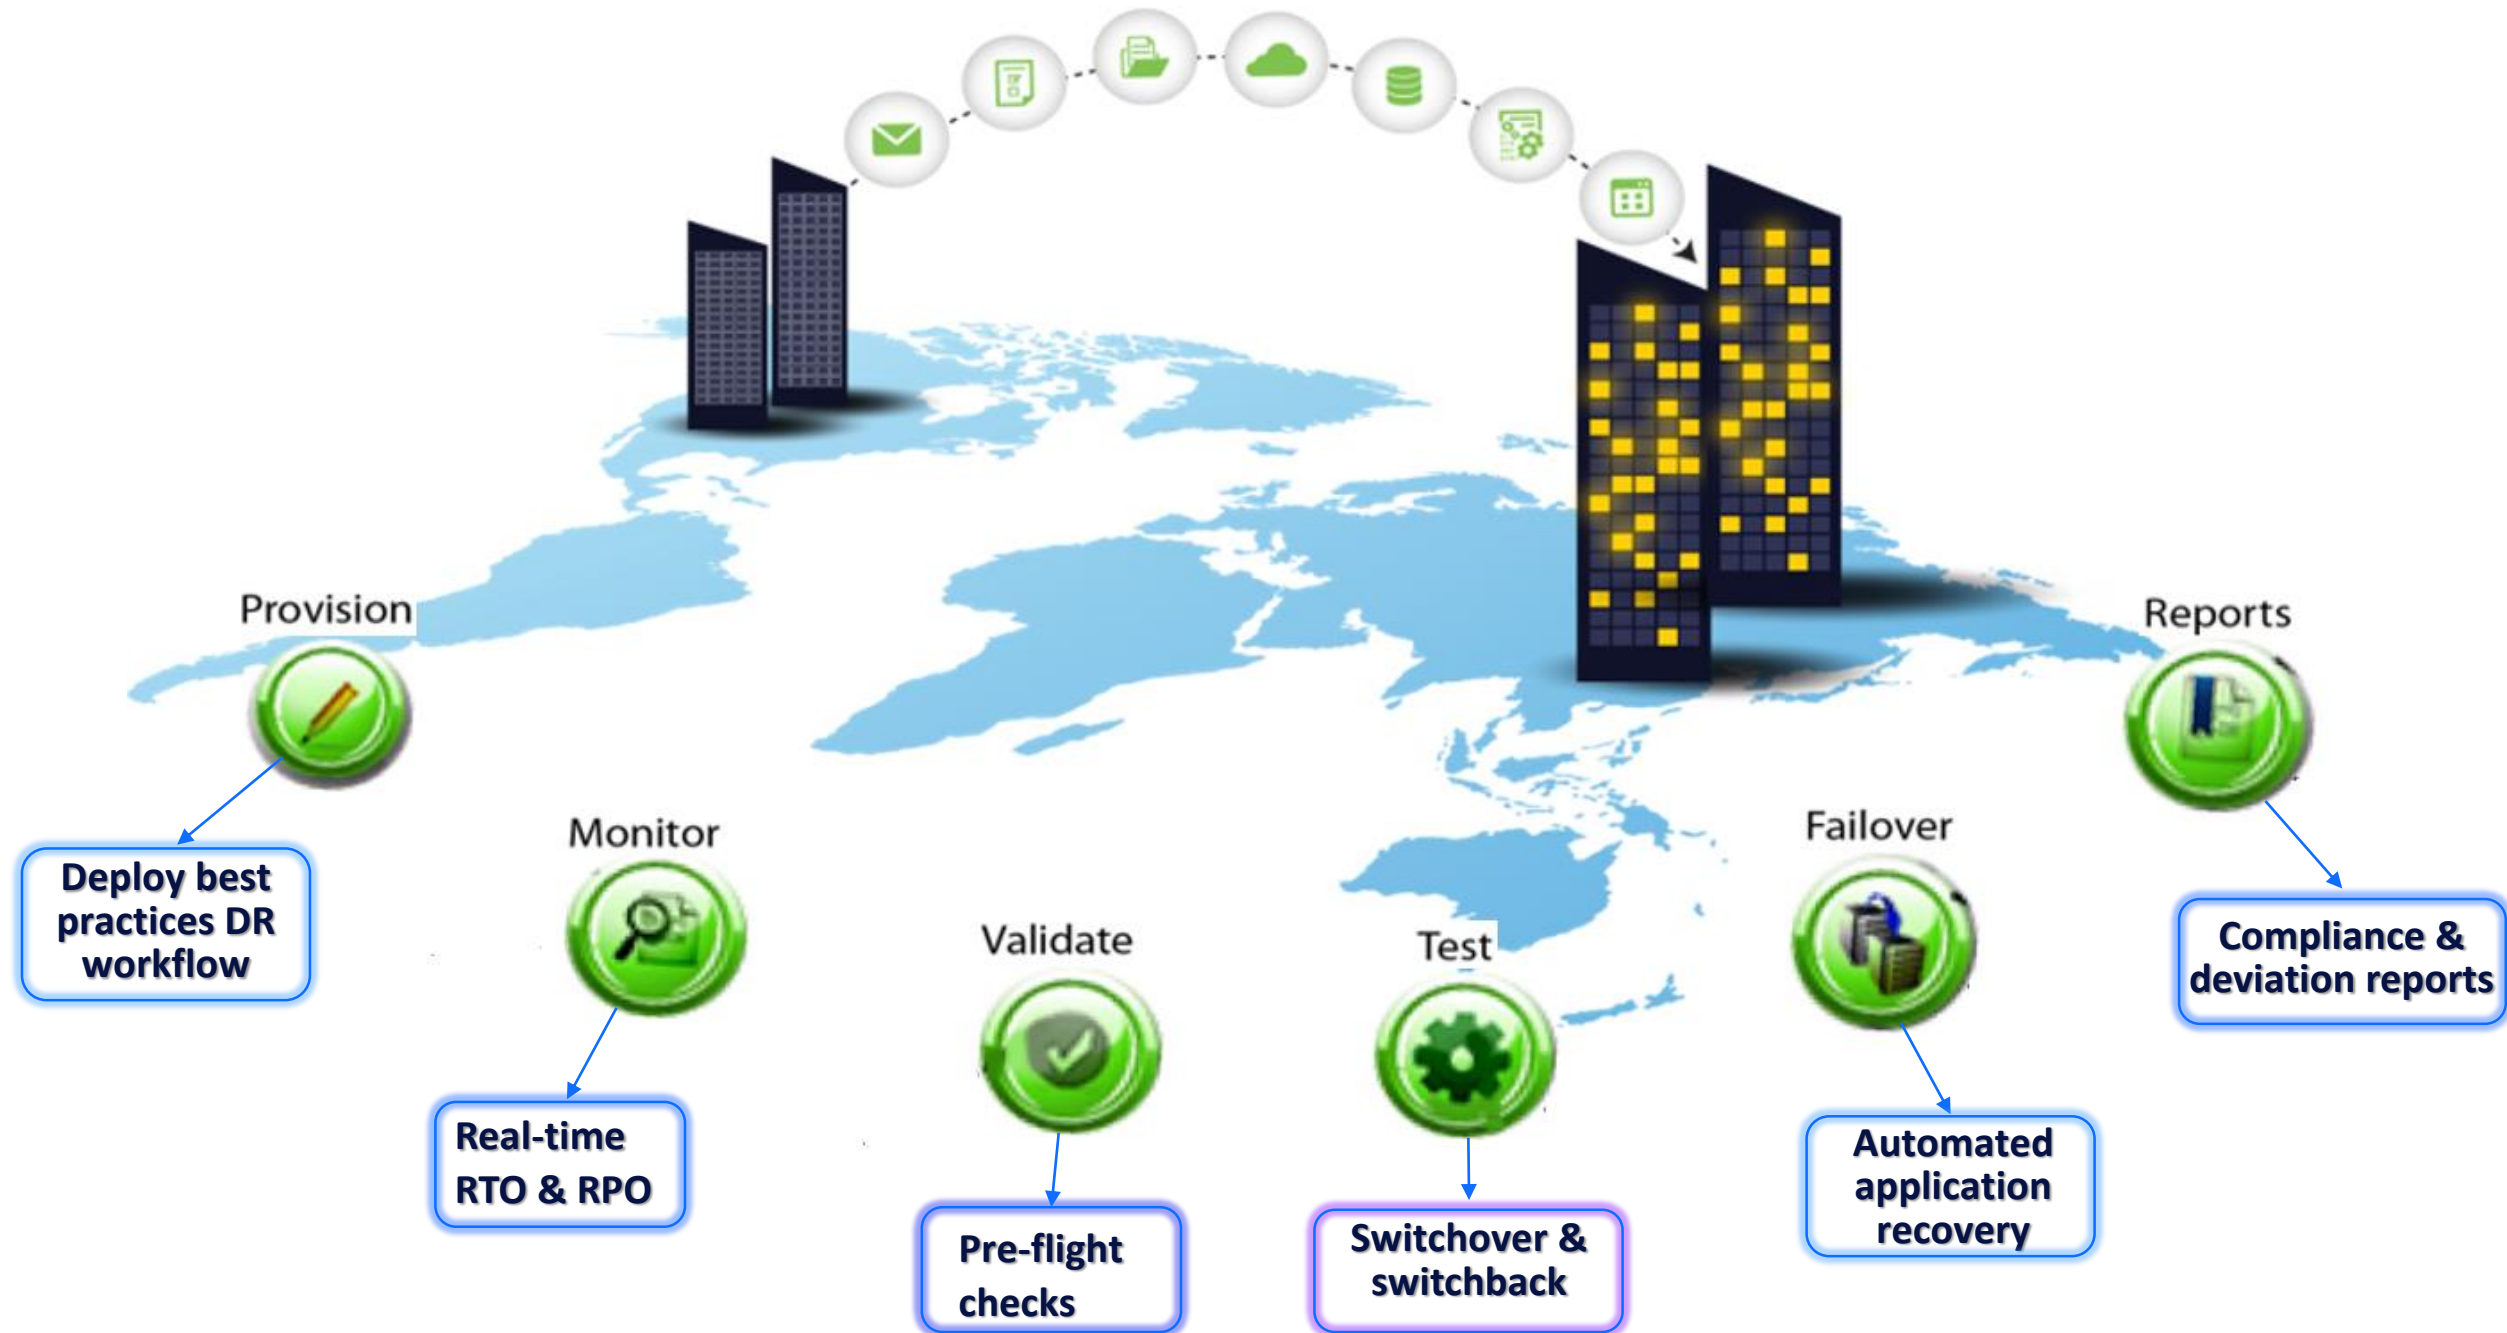 Provision
Deploy best
practices DR
workflow
Monitor
Real-time
RTO & RPO
Validate
Pre-flight
checks
Test
Switchover &
switchback
Failover
Automated
application
recovery
Reports
Compliance &
deviation reports